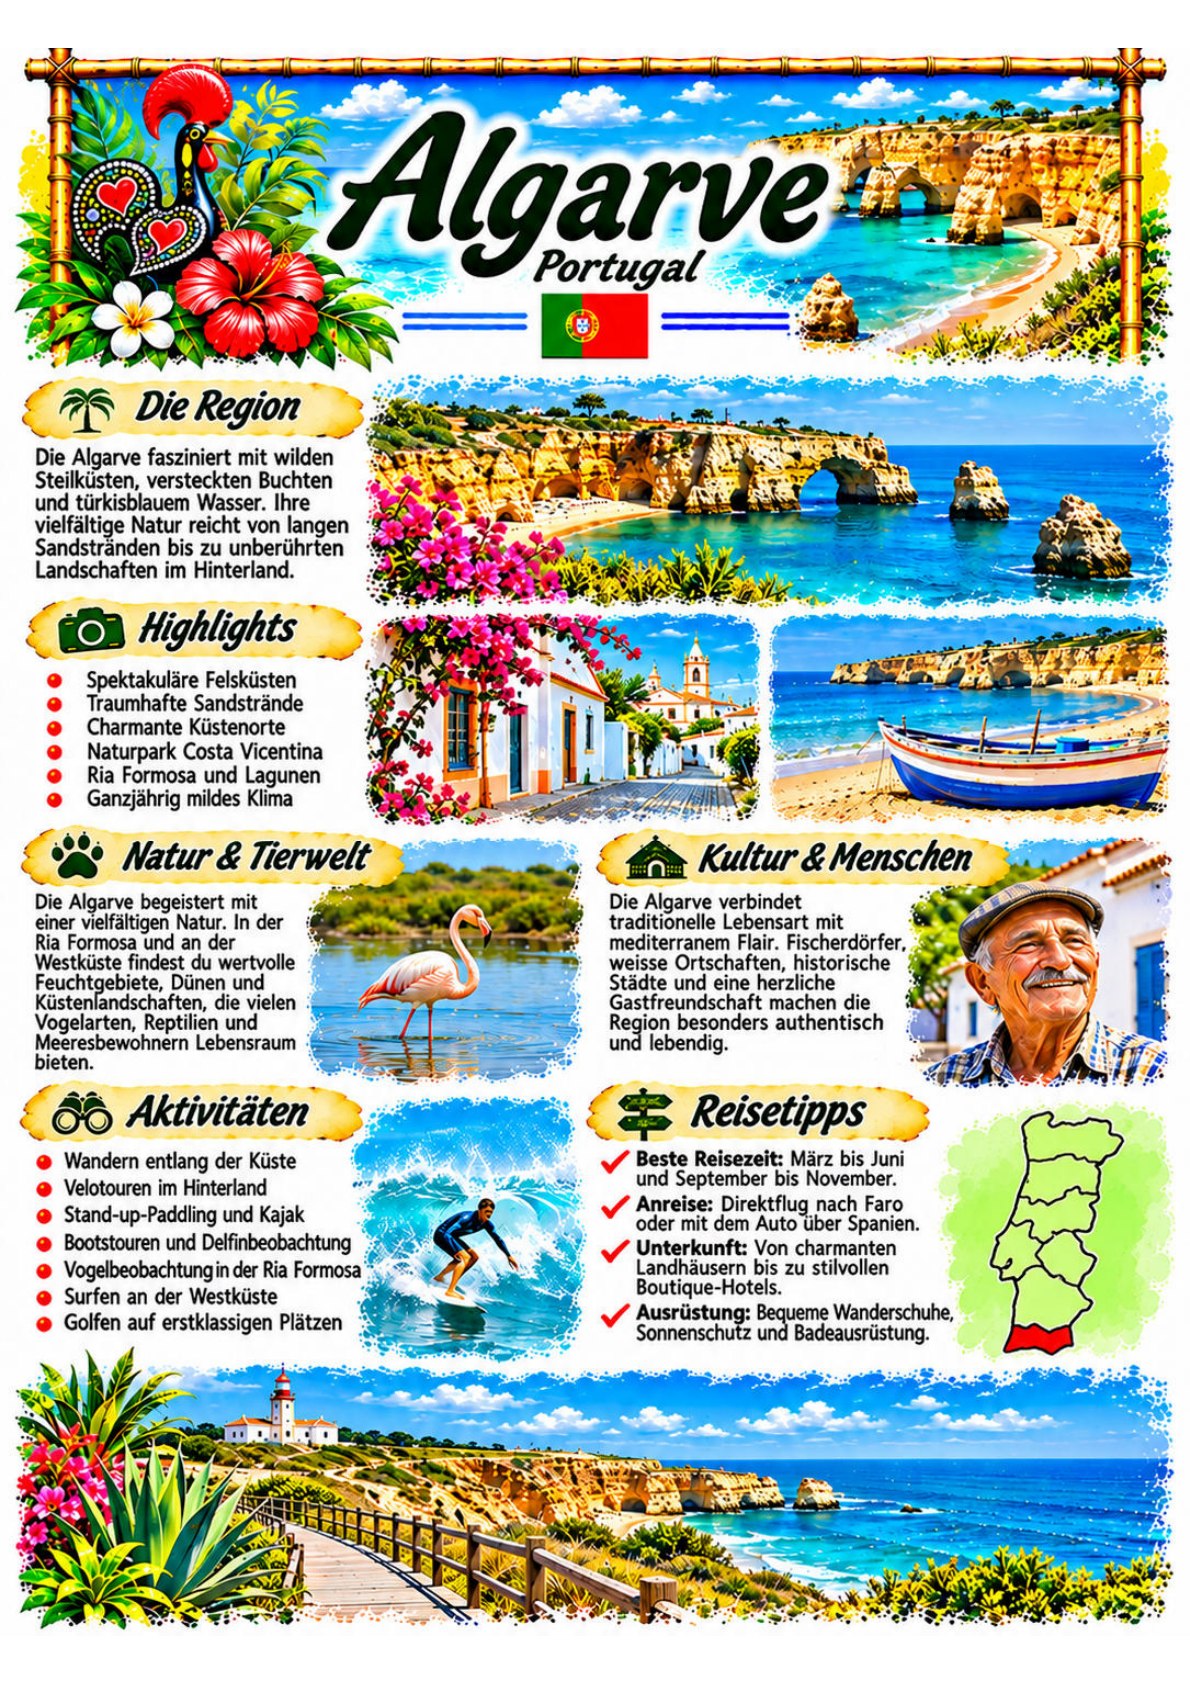 Algarve
Portugal
Die Region
Die Algarve fasziniert mit wilden
Steilküsten, versteckten Buchten
und türkisblauem Wasser. Ihre
vielfältige Natur reicht von langen
Sandstränden bis zu unberührten
Landschaften im Hinterland.
Highlights
Spektakuläre Felsküsten
Traumhafte Sandstrände
Charmante Küstenorte
Naturpark Costa Vicentina
Ria Formosa und Lagunen
Ganzjährig mildes Klima
Natur & Tierwelt
Die Algarve begeistert mit
einer vielfältigen Natur. In der
Ria Formosa und an der
Westküste findest du wertvolle
Feuchtgebiete, Dünen und
Küstenlandschaften, die vielen
Vogelarten, Reptilien und
Meeresbewohnern Lebensraum
bieten.
Kultur & Menschen
Die Algarve verbindet
traditionelle Lebensart mit
mediterranem Flair. Fischerdörfer,
weisse Ortschaften, historische
Städte und eine herzliche
Gastfreundschaft machen die
Region besonders authentisch
und lebendig.
Aktivitäten
Wandern entlang der Küste
Velotouren im Hinterland
Stand-up-Paddling und Kajak
Bootstouren und Delfinbeobachtung
Vogelbeobachtung in der Ria Formosa
Surfen an der Westküste
Golfen auf erstklassigen Plätzen
Reisetipps
Beste Reisezeit: März bis Juni
und September bis November.
Anreise: Direktflug nach Faro
oder mit dem Auto über Spanien.
Unterkunft: Von charmanten
Landhäusern bis zu stilvollen
Boutique-Hotels.
Ausrüstung: Bequeme Wanderschuhe,
Sonnenschutz und Badeausrüstung.